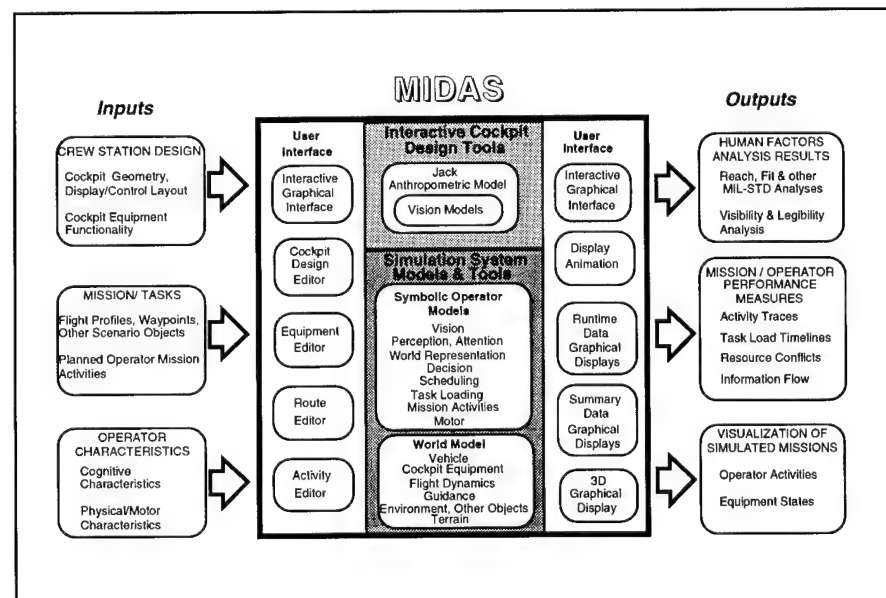 MIDAS
Inputs
CREW STATION DESIGN
Cockpit Geometry,
Display/Control Layout
Cockpit Equipment
Functionality
MISSION/ TASKS
Flight Profiles, Waypoints,
Other Scenario Objects
Planned Operator Mission
Activities
OPERATOR
CHARACTERISTICS
Cognitive
Characteristics
Physical/Motor
Characteristics
User
Interface
Interactive
Graphical
Interface
Cockpit
Design
Editor
Equipment
Editor
Route
Editor
Activity
Editor
Interactive Cockpit
Design Tools
Jack
Anthropometric Model
Vision Models
Simulation System
Models & Tools
Symbolic Operator
Models
Vision
Perception, Attention
World Representation
Decision
Scheduling
Task Loading
Mission Activities
Motor
World Model
Vehicle
Cockpit Equipment
Flight Dynamics
Guidance
Environment, Other Objects
Terrain
User
Interface
Interactive
Graphical
Interface
Display
Animation
Runtime
Data
Graphical
Displays
Summary
Data
Graphical
Displays
3D
Graphical
Display
Outputs
HUMAN FACTORS
ANALYSIS RESULTS
Reach, Fit & other
MIL-STD Analyses
Visibility & Legibility
Analysis
MISSION / OPERATOR
PERFORMANCE
MEASURES
Activity Traces
Task Load Timelines
Resource Conflicts
Information Flow
VISUALIZATION OF
SIMULATED MISSIONS
Operator Activities
Equipment States